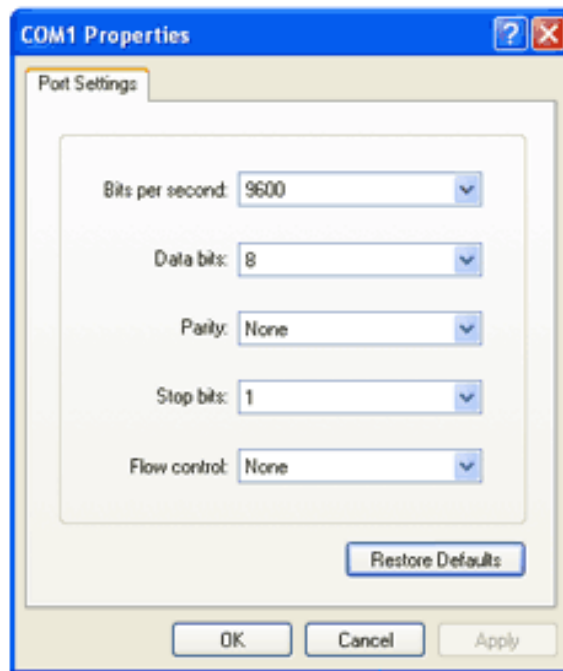 COM1 Properties
Port Settings
Bits per second: 9600
Data bits: 8
Parity: None
Stop bits: 1
Flow control: None
Restore Defaults
OK Cancel Apply